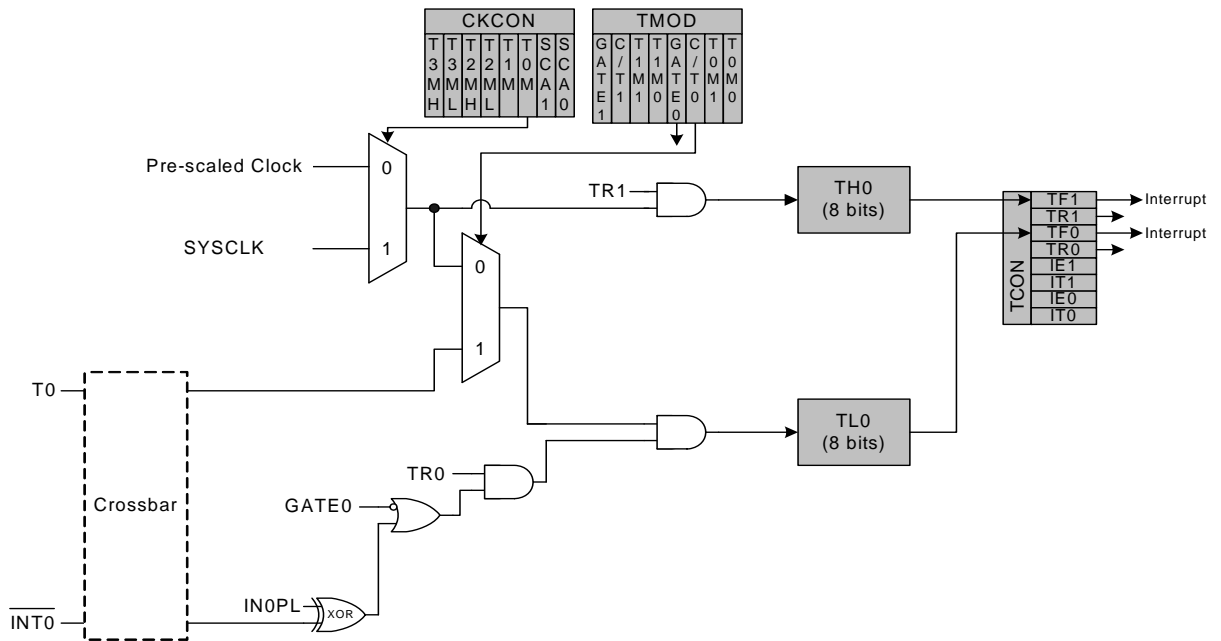 CKCON
T3MH T3ML T2MH T2ML T1M T0M SCA1 SCA0
TMOD
GATE1 C/T1 T1M1 T1M0 GATE0 C/T0 T0M1 T0M0
Pre-scaled Clock
0
SYSCLK
1
TR1
TH0
(8 bits)
TCON
TF1
TR1
TF0
TR0
IE1
IT1
IE0
IT0
Interrupt
Interrupt
0
1
T0
Crossbar
TL0
(8 bits)
TR0
GATE0
IN0PL
XOR
INT0